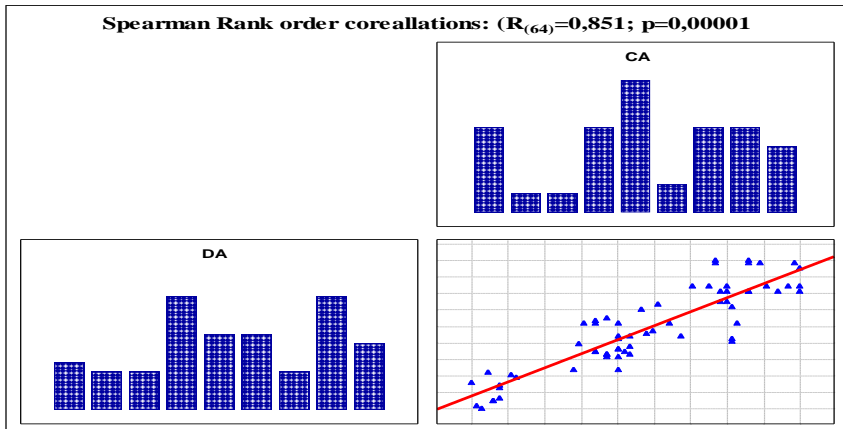 Spearman Rank order coreallations: (R(64)=0,851; p=0,00001
CA
DA